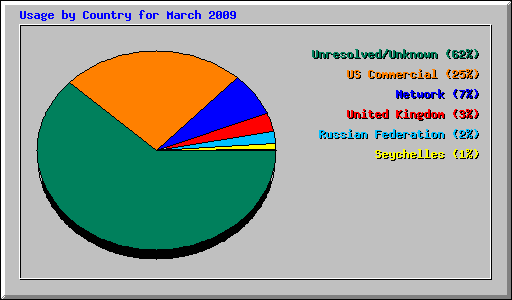 Usage by Country for March 2009
Unresolved/Unknown (62%)
US Commercial (25%)
Network (7%)
United Kingdom (3%)
Russian Federation (2%)
Seychelles (1%)